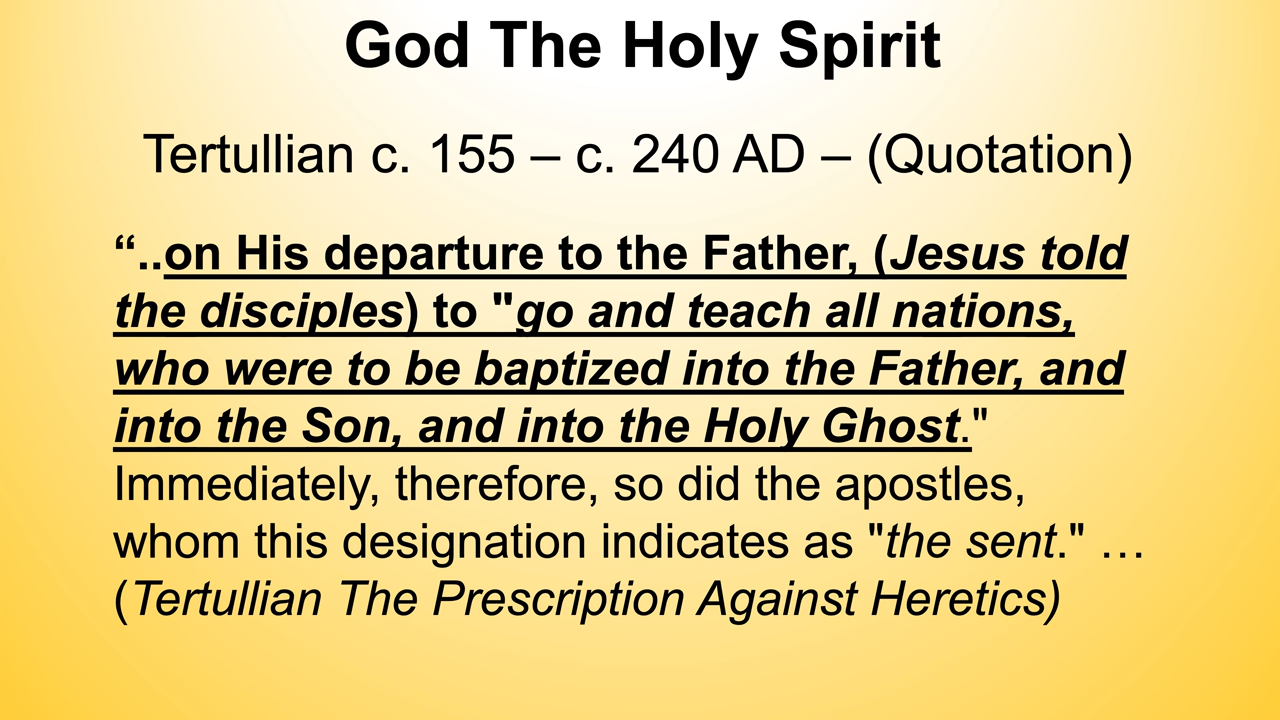 God The Holy Spirit
Tertullian c. 155 – c. 240 AD – (Quotation)
“..on His departure to the Father, (Jesus told
the disciples) to "go and teach all nations,
who were to be baptized into the Father, and
into the Son, and into the Holy Ghost."
Immediately, therefore, so did the apostles,
whom this designation indicates as "the sent." …
(Tertullian The Prescription Against Heretics)